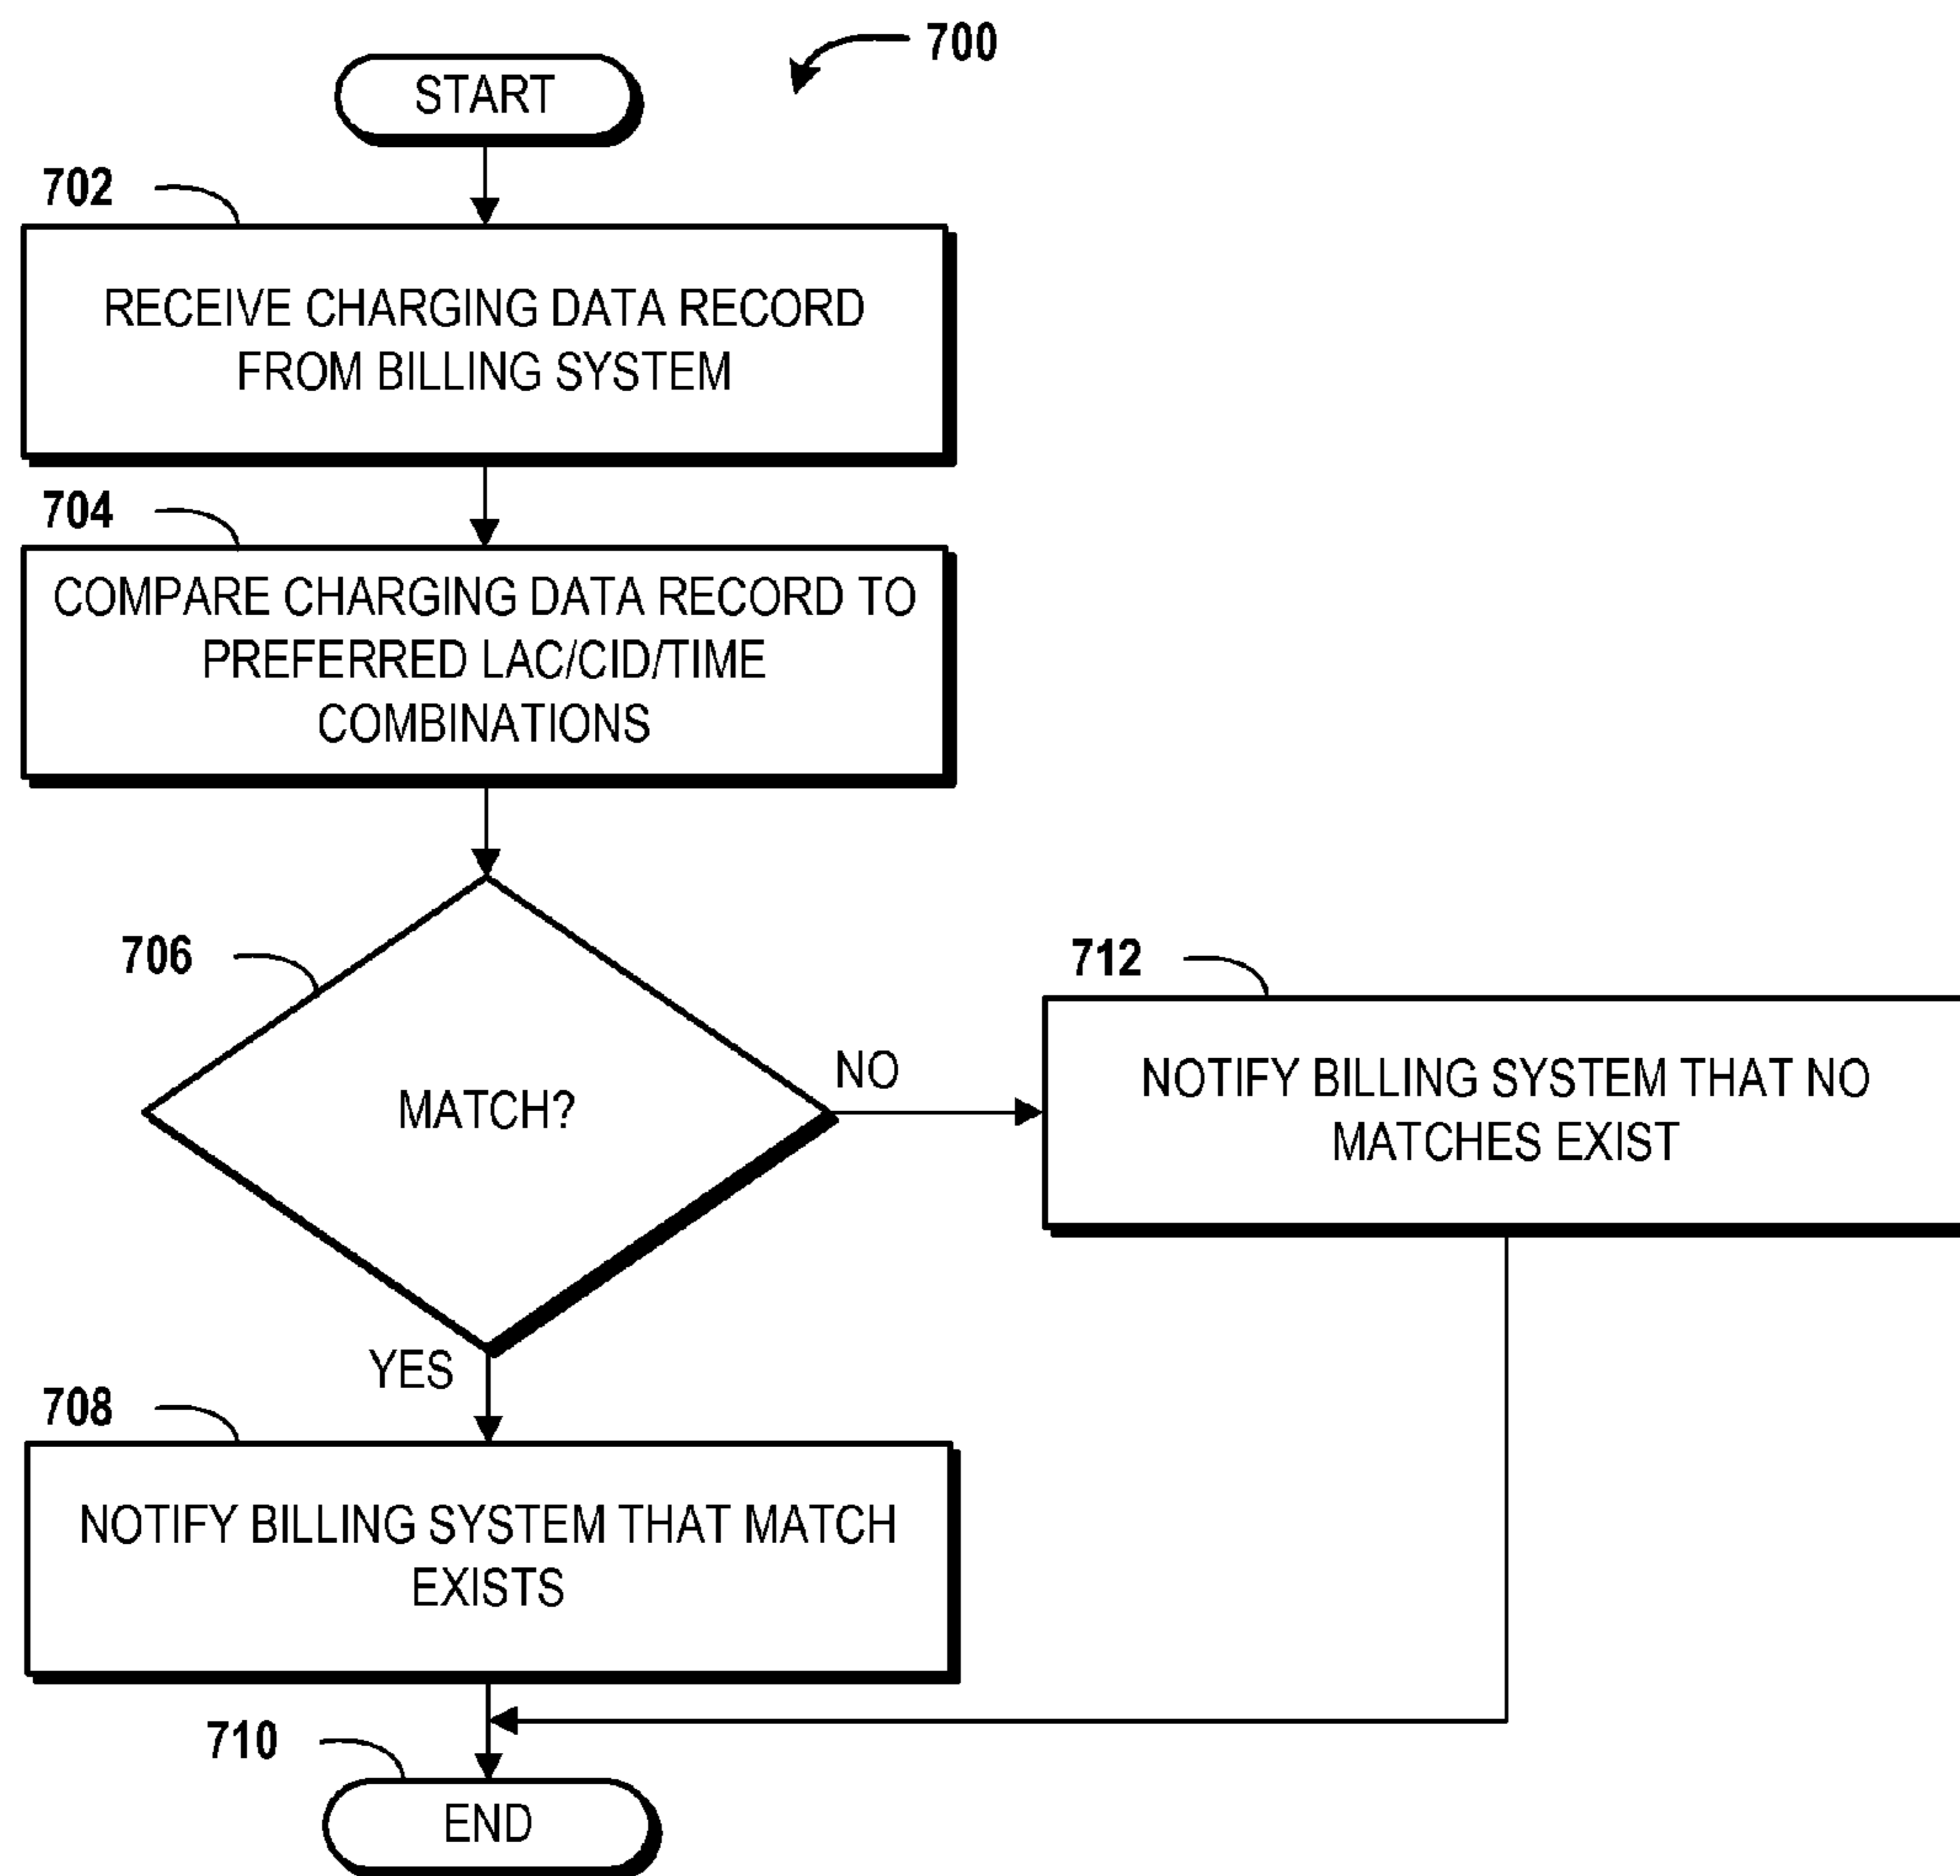 700
START
702
RECEIVE CHARGING DATA RECORD
FROM BILLING SYSTEM
704
COMPARE CHARGING DATA RECORD TO
PREFERRED LAC/CID/TIME
COMBINATIONS
706
MATCH?
NO
712
NOTIFY BILLING SYSTEM THAT NO
MATCHES EXIST
YES
708
NOTIFY BILLING SYSTEM THAT MATCH
EXISTS
710
END